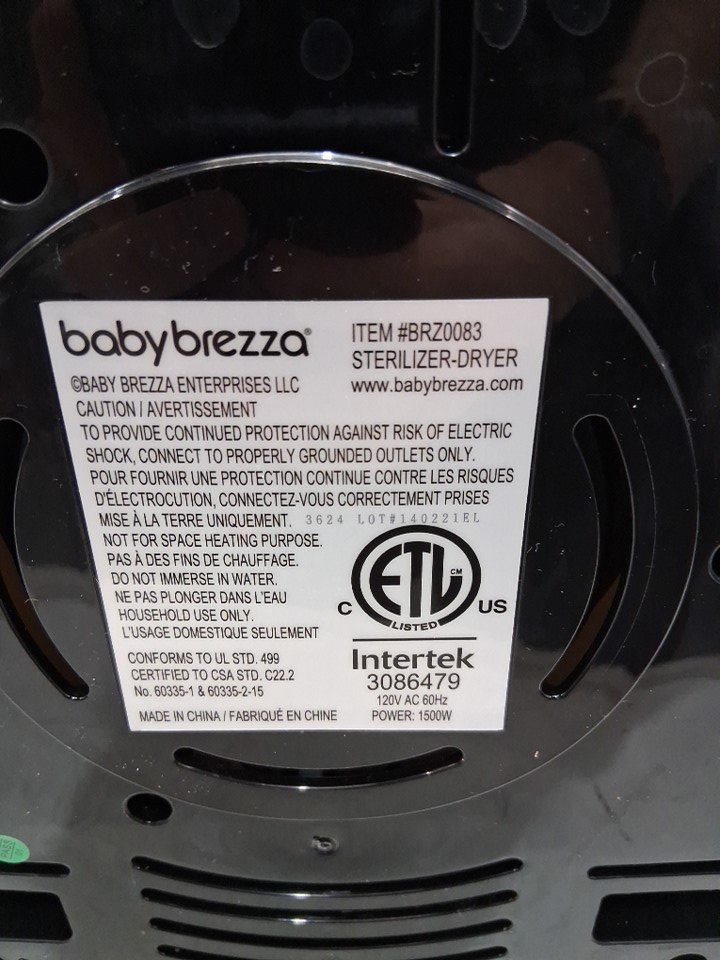 babybrezza®
ITEM #BRZ0083
STERILIZER-DRYER
©BABY BREZZA ENTERPRISES LLC
www.babybrezza.com
CAUTION / AVERTISSEMENT
TO PROVIDE CONTINUED PROTECTION AGAINST RISK OF ELECTRIC
SHOCK, CONNECT TO PROPERLY GROUNDED OUTLETS ONLY.
POUR FOURNIR UNE PROTECTION CONTINUE CONTRE LES RISQUES
D'ÉLECTROCUTION, CONNECTEZ-VOUS CORRECTEMENT PRISES
MISE À LA TERRE UNIQUEMENT. 3624 LOT#140221EL
NOT FOR SPACE HEATING PURPOSE.
PAS À DES FINS DE CHAUFFAGE.
DO NOT IMMERSE IN WATER.
NE PAS PLONGER DANS L'EAU
HOUSEHOLD USE ONLY.
L'USAGE DOMESTIQUE SEULEMENT
CONFORMS TO UL STD. 499
CERTIFIED TO CSA STD. C22.2
No. 60335-1 & 60335-2-15
MADE IN CHINA / FABRIQUÉ EN CHINE
ETL CM
C US
LISTED
Intertek
3086479
120V AC 60Hz
POWER: 1500W
PASS